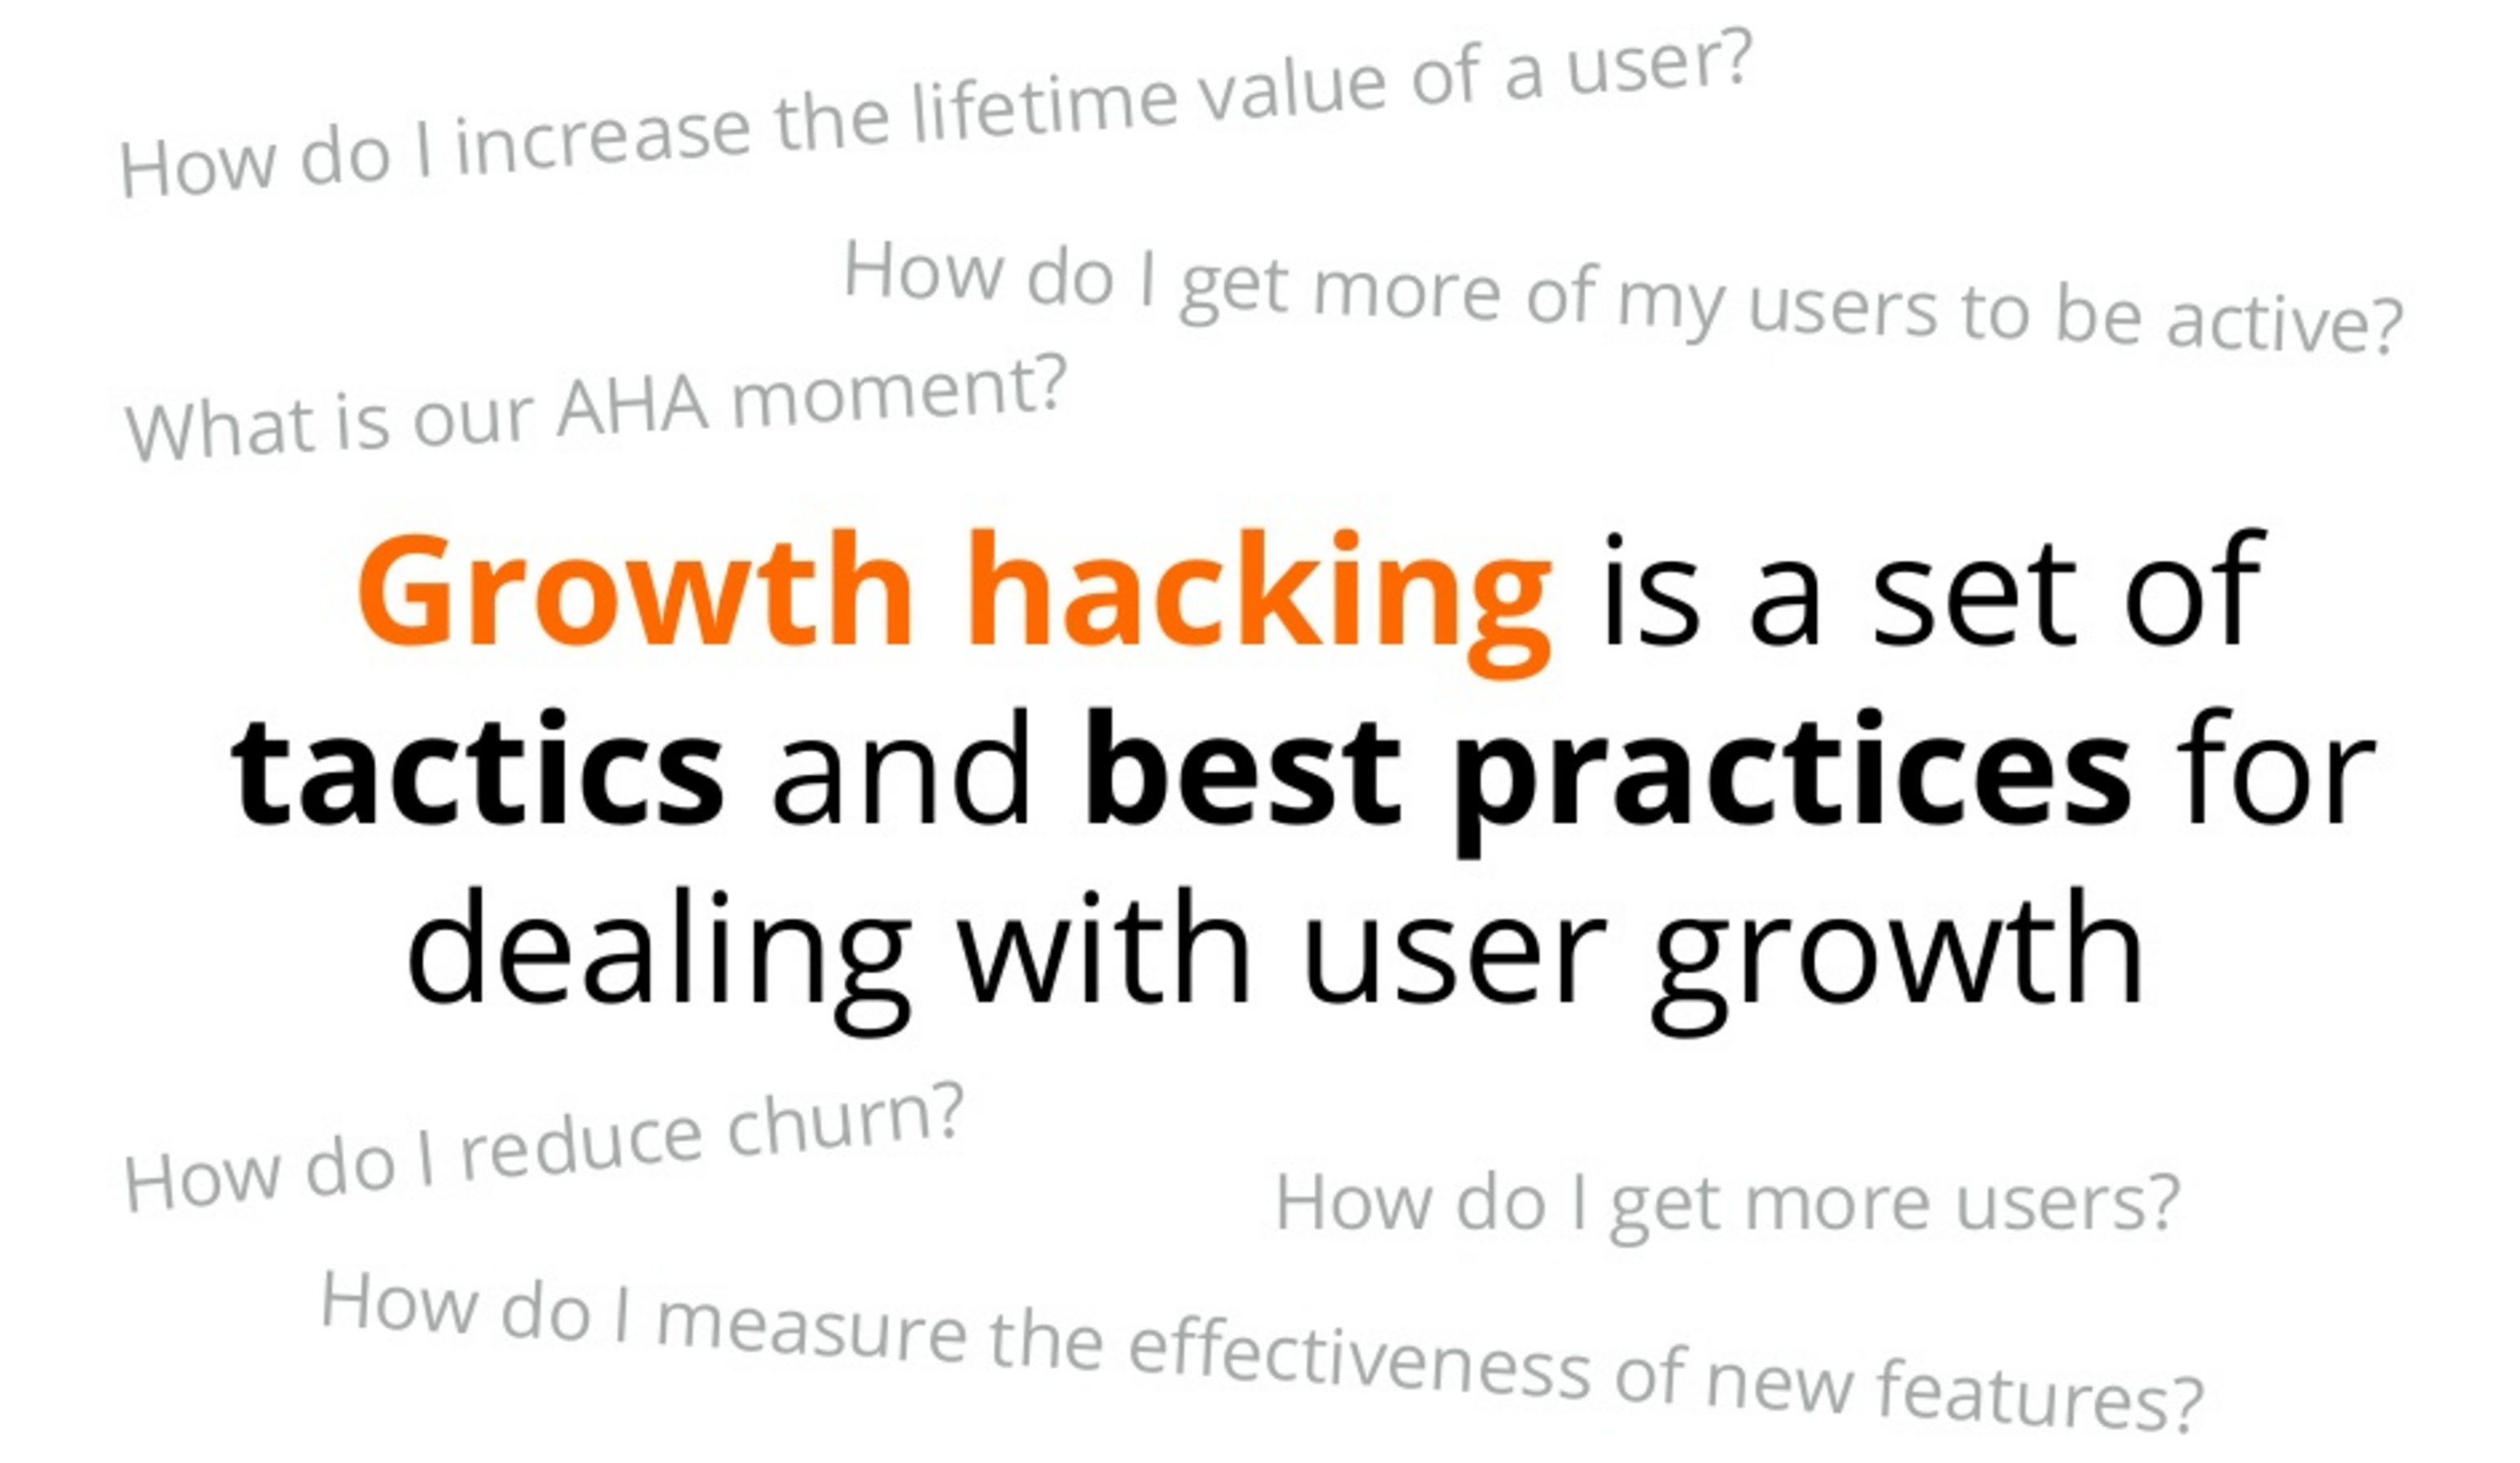 How do I increase the lifetime value of a user?
How do I get more of my users to be active?
What is our AHA moment?
Growth hacking is a set of
tactics and best practices for
dealing with user growth
How do I reduce churn?
How do I get more users?
How do I measure the effectiveness of new features?